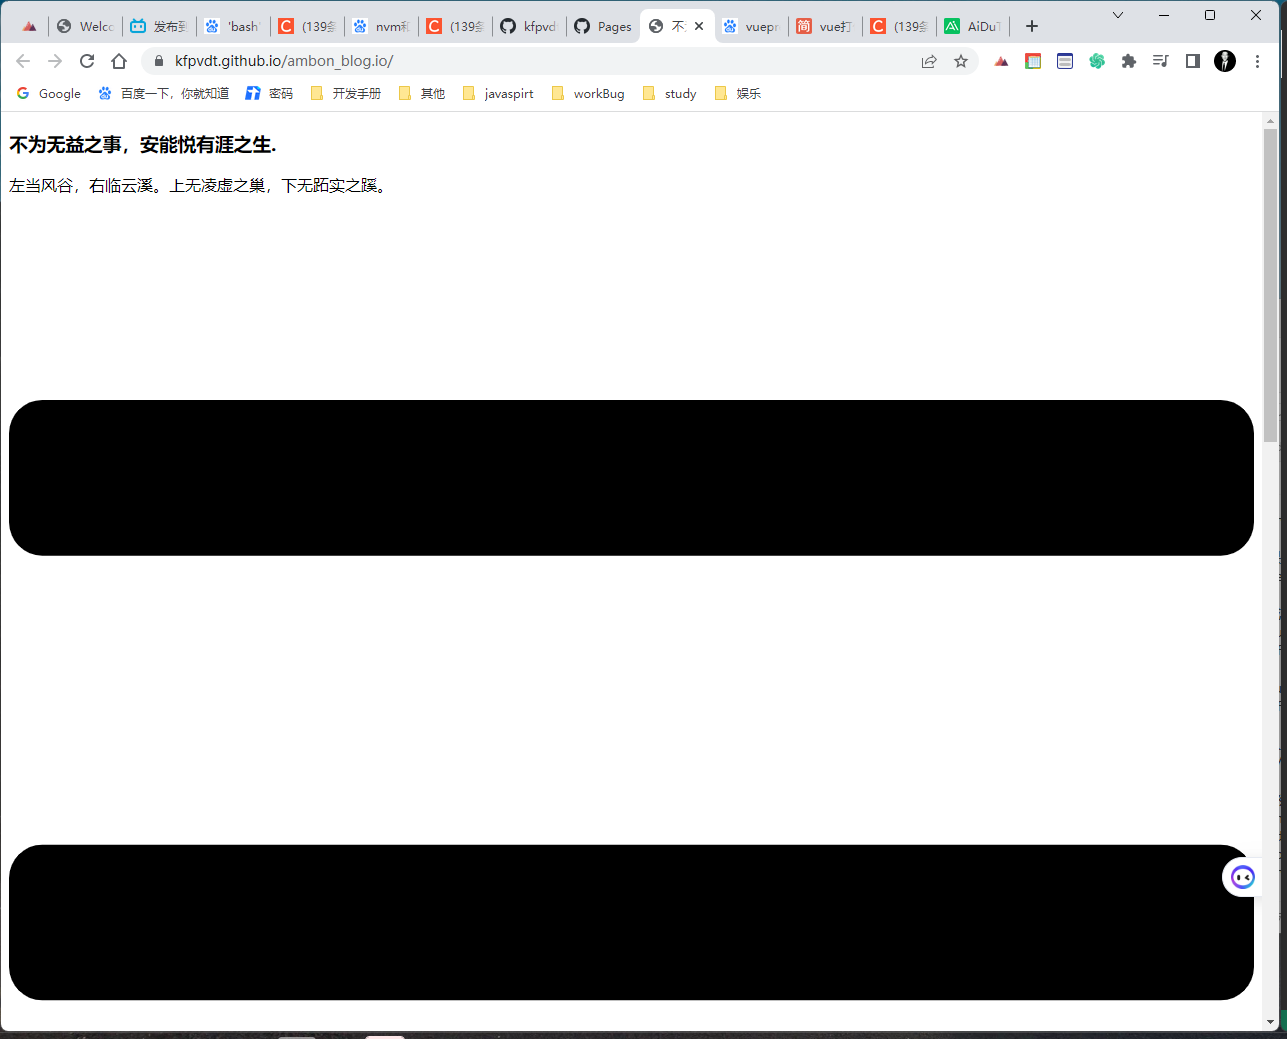 Welcc 发布到 'bash' (139条 nvm和 (139条 kfpvd Pages 不 vuepr vue打 (139条 AiDuT
kfpvdt.github.io/ambon_blog.io/
Google 百度一下，你就知道 密码 开发手册 其他 javaspirt workBug study 娱乐
不为无益之事，安能悦有涯之生.
左当风谷，右临云溪。上无凌虚之巢，下无跖实之蹊。